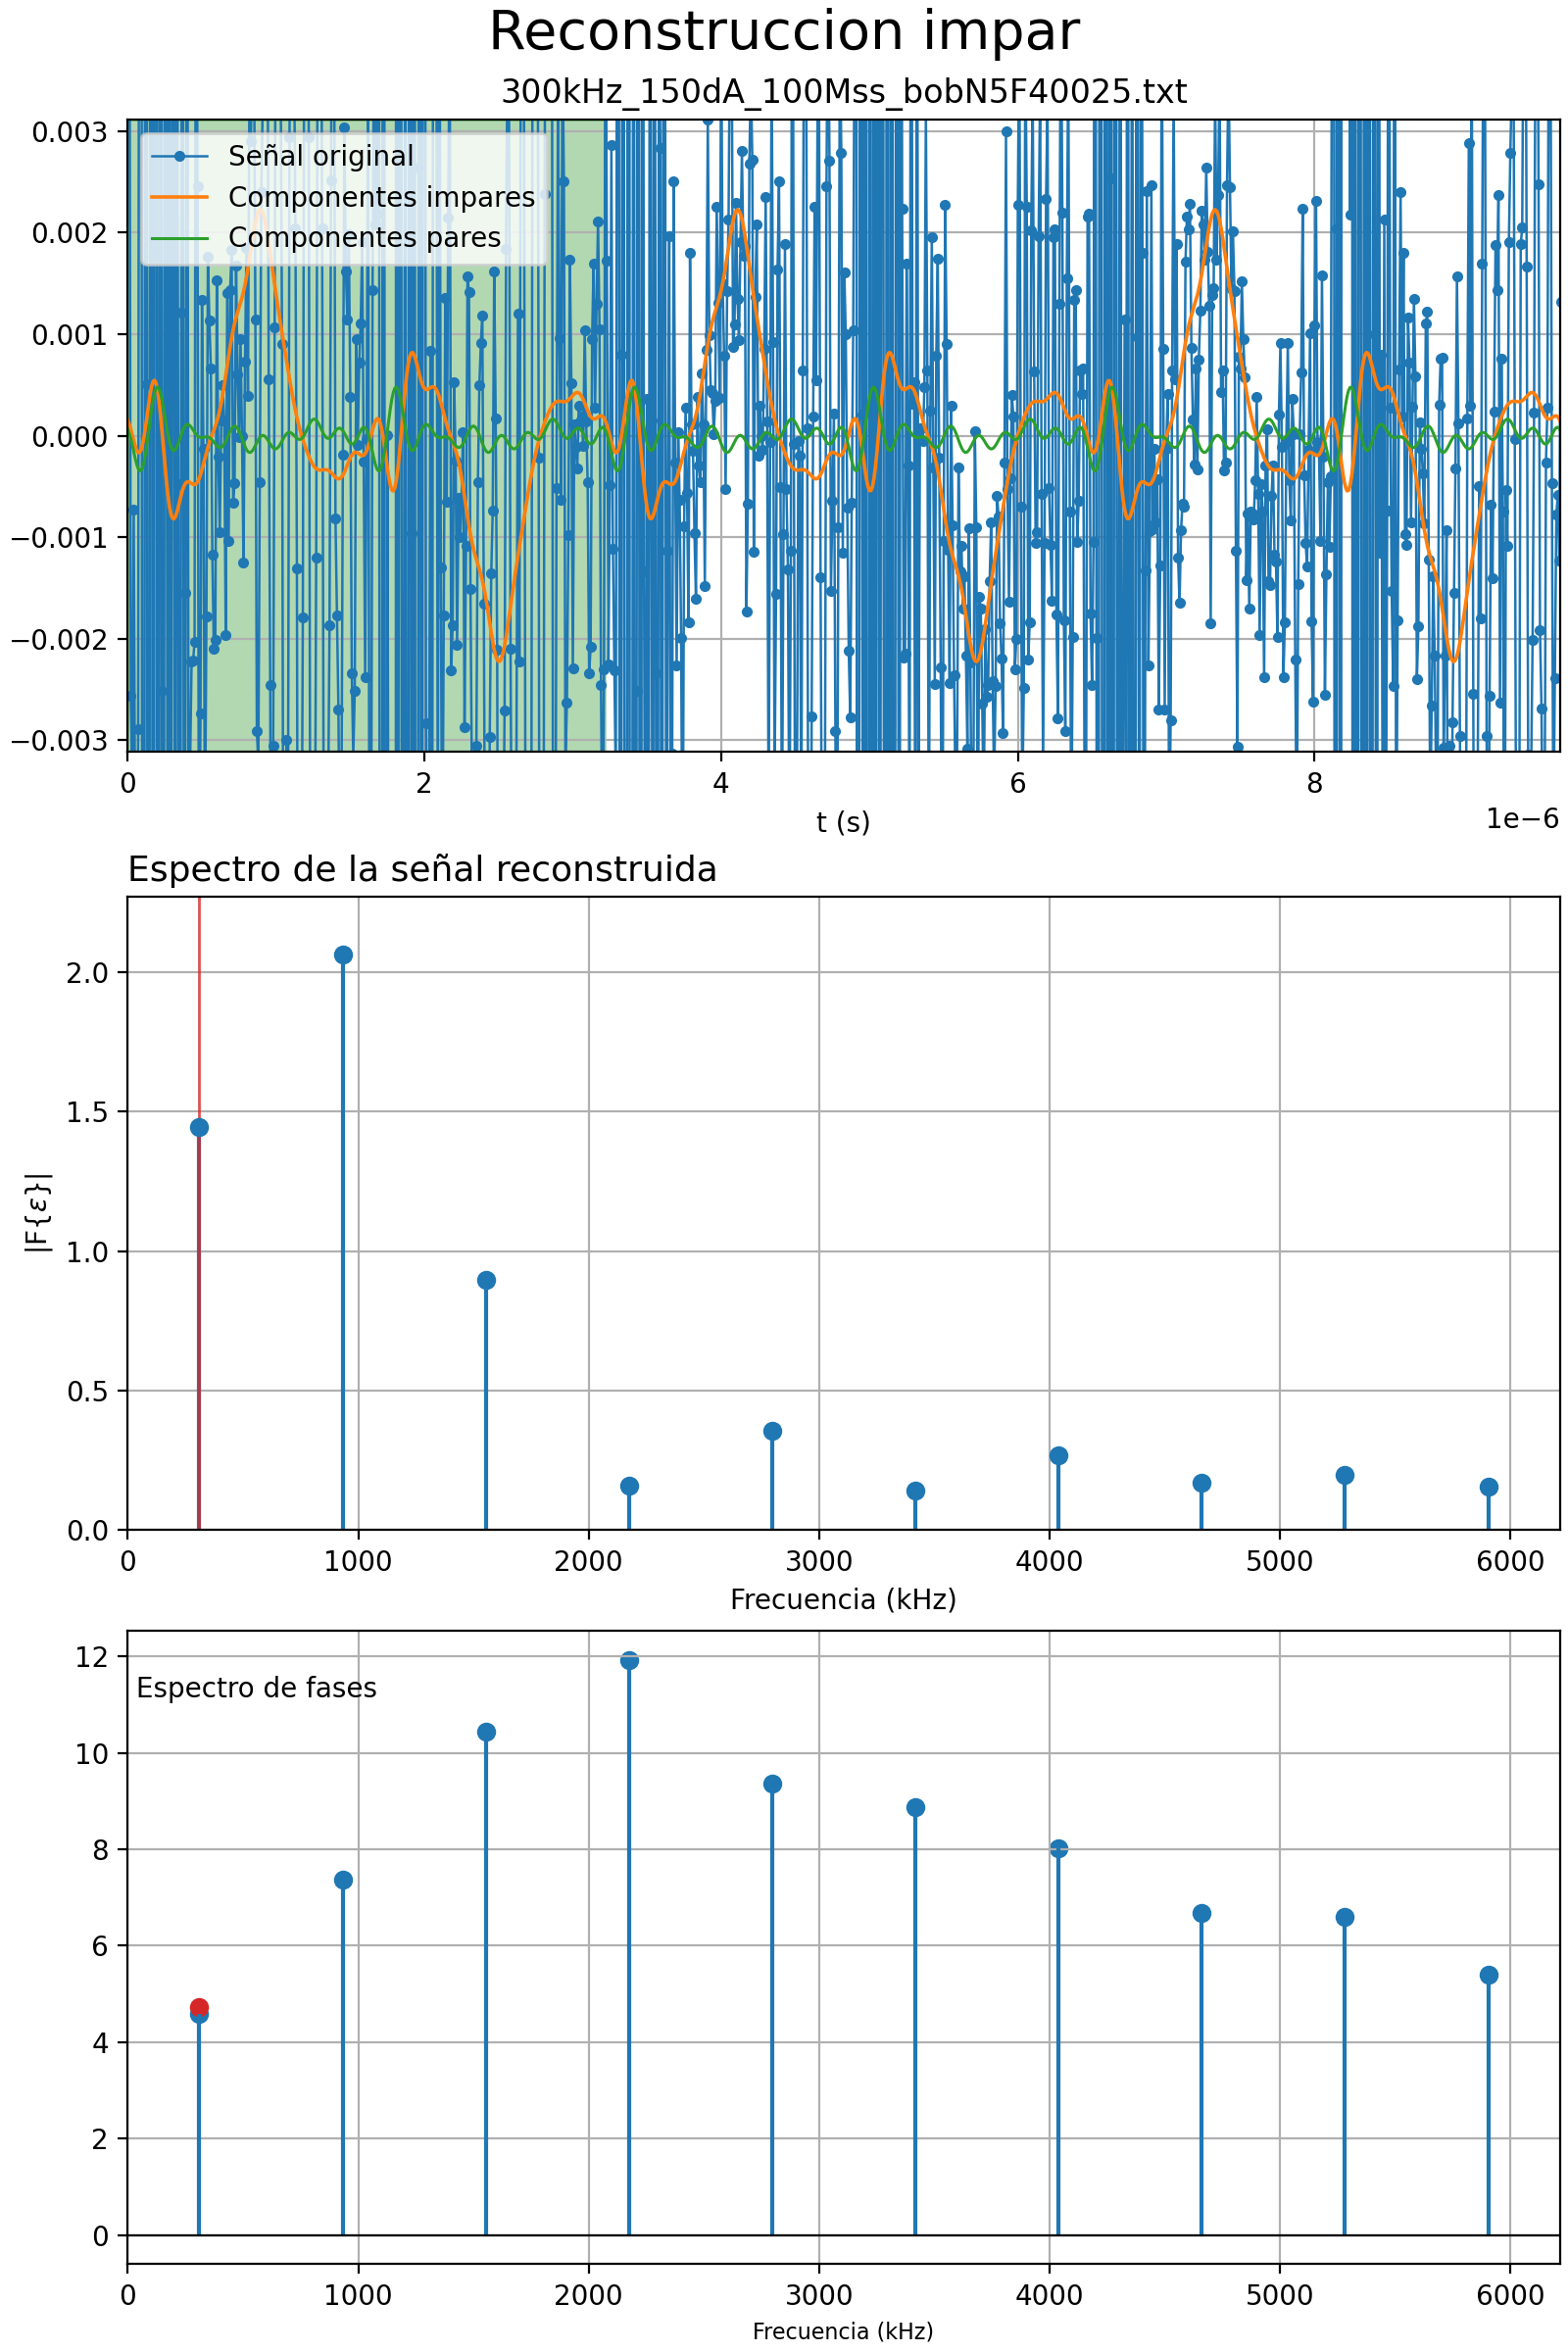 Reconstruccion impar
300kHz_150dA_100Mss_bobN5F40025.txt
0.003
0.002
0.001
0.000
−0.001
−0.002
−0.003
Señal original
Componentes impares
Componentes pares
0 2 4 6 8
1e−6
t (s)
Espectro de la señal reconstruida
2.0
1.5
1.0
0.5
0.0
|F{ε}|
0 1000 2000 3000 4000 5000 6000
Frecuencia (kHz)
12
10
8
6
4
2
0
Espectro de fases
0 1000 2000 3000 4000 5000 6000
Frecuencia (kHz)